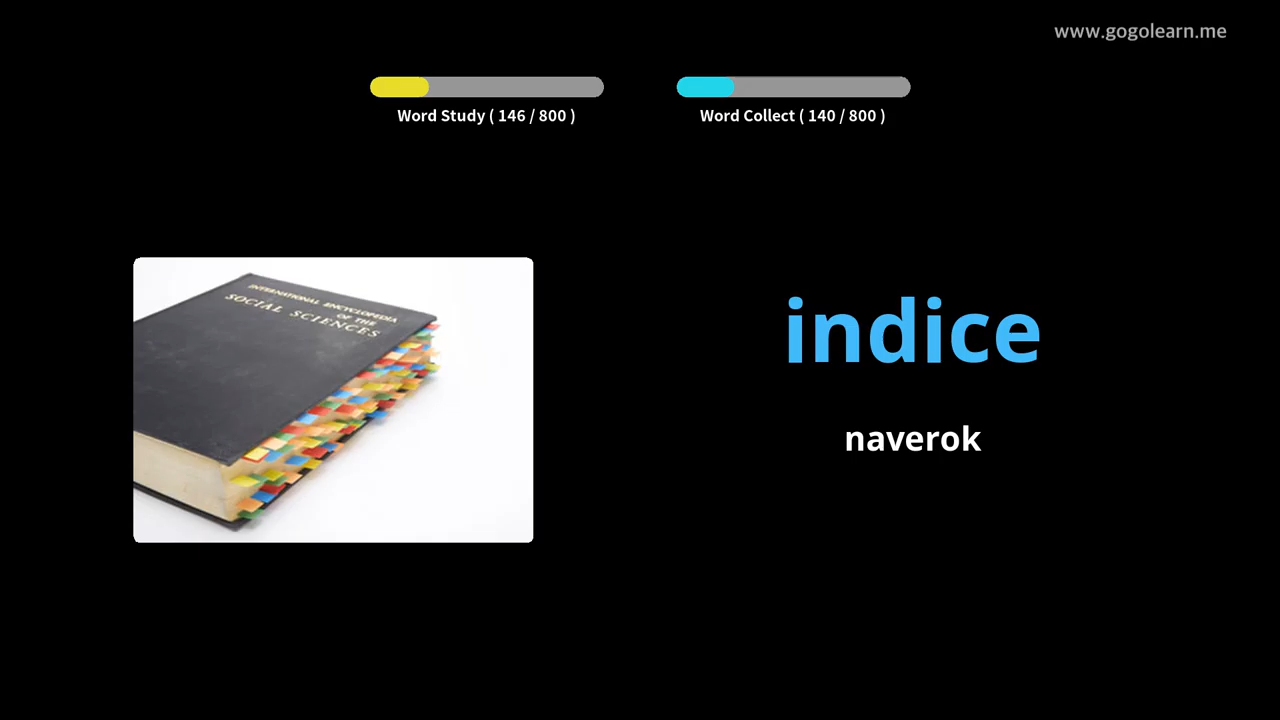 www.gogolearn.me
Word Study ( 146 / 800 )
Word Collect ( 140 / 800 )
INTERNATIONAL ENCYCLOPEDIA
OF THE
SOCIAL SCIENCES
indice
naverok